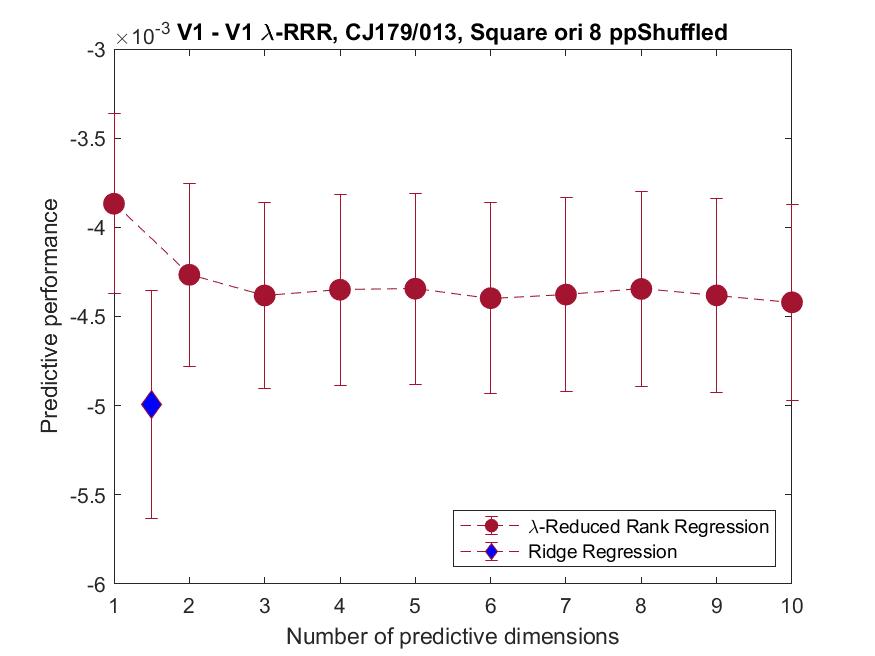 ×10⁻³ V1 - V1 λ-RRR, CJ179/013, Square ori 8 ppShuffled
-3
-3.5
-4
-4.5
-5
-5.5
-6
Predictive performance
1 2 3 4 5 6 7 8 9 10
Number of predictive dimensions
λ-Reduced Rank Regression
Ridge Regression